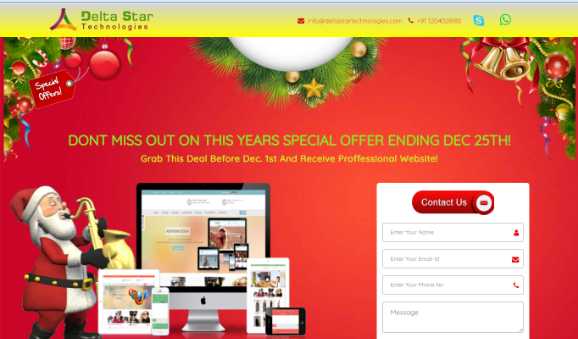 Delta Star
Technologies
info@deltastartechnologies.com
+91 1204026180
Special
Offers!
DONT MISS OUT ON THIS YEARS SPECIAL OFFER ENDING DEC 25TH!
Grab This Deal Before Dec. 1st And Receive Proffessional Website!
Contact Us
Enter Your Name
Enter Your Email-Id
Enter Your Phone No
Message